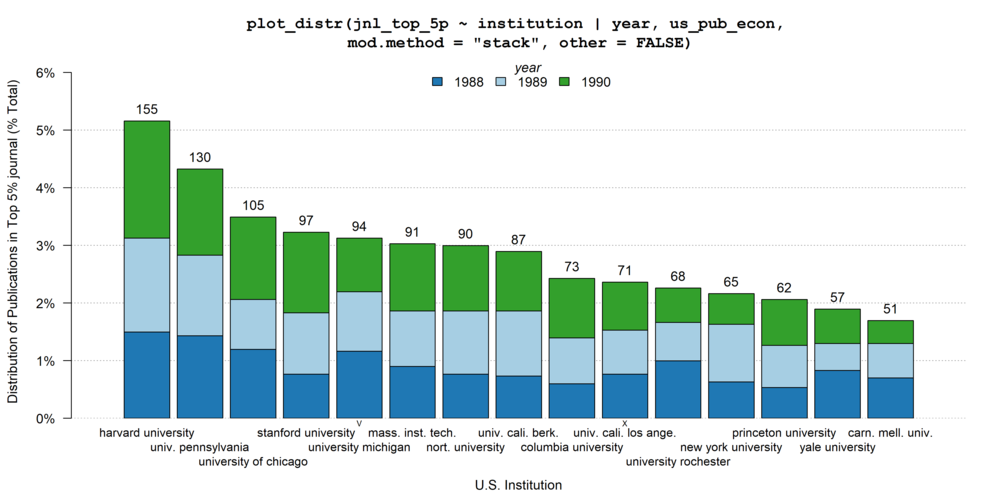 plot_distr(jnl_top_5p ~ institution | year, us_pub_econ,
mod.method = "stack", other = FALSE)
year
1988 1989 1990
Distribution of Publications in Top 5% journal (% Total)
6%
5%
4%
3%
2%
1%
0%
155 130 105 97 94 91 90 87 73 71 68 65 62 57 51
v x
harvard university stanford university mass. inst. tech. univ. cali. berk. univ. cali. los ange. princeton university carn. mell. univ.
univ. pennsylvania university michigan nort. university columbia university new york university yale university
university of chicago university rochester
U.S. Institution